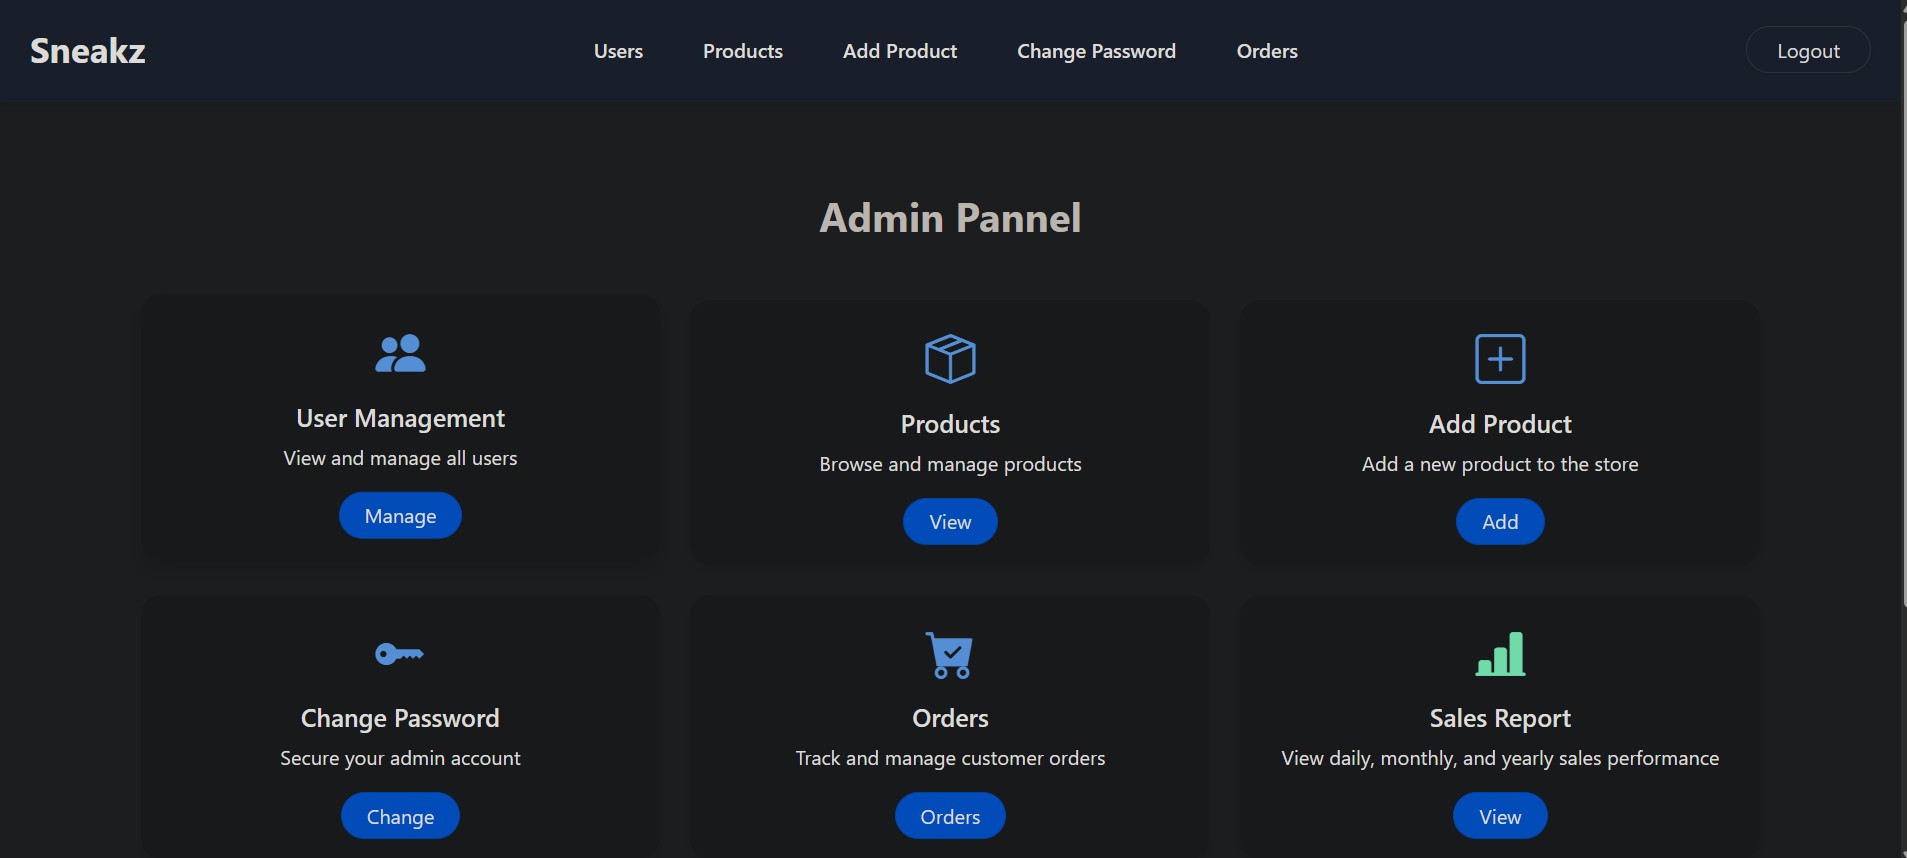 Sneakz
Users Products Add Product Change Password Orders
Logout
Admin Pannel
User Management
View and manage all users
Manage
Products
Browse and manage products
View
Add Product
Add a new product to the store
Add
Change Password
Secure your admin account
Change
Orders
Track and manage customer orders
Orders
Sales Report
View daily, monthly, and yearly sales performance
View